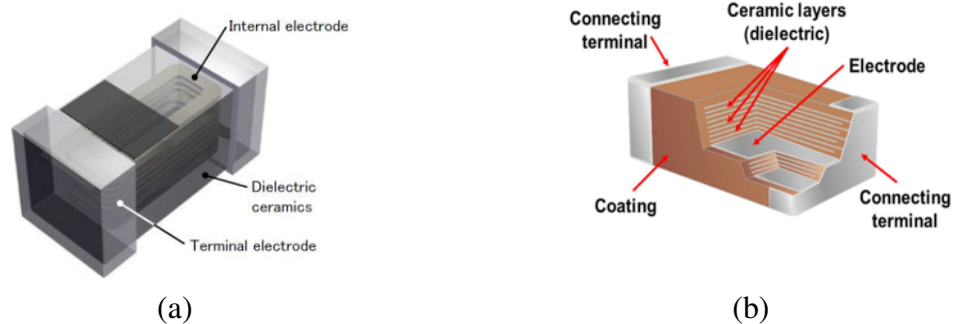 Internal electrode
Dielectric
ceramics
Terminal electrode
(a)
Connecting
terminal
Ceramic layers
(dielectric)
Electrode
Coating
Connecting
terminal
(b)